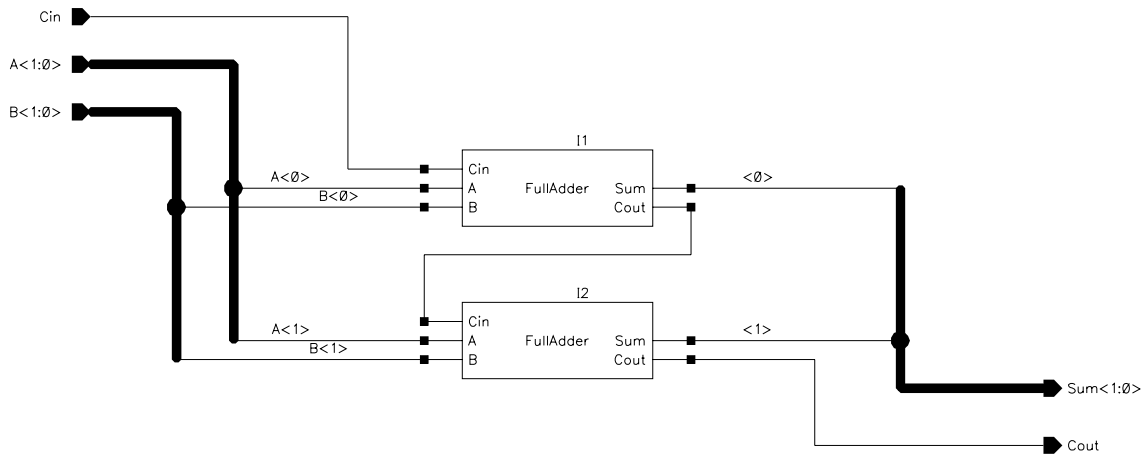 Cin
A<1:0>
B<1:0>
I1
Cin
A<0>
A
FullAdder
Sum
<0>
B<0>
B
Cout
I2
Cin
A<1>
A
FullAdder
Sum
<1>
B<1>
B
Cout
Sum<1:0>
Cout